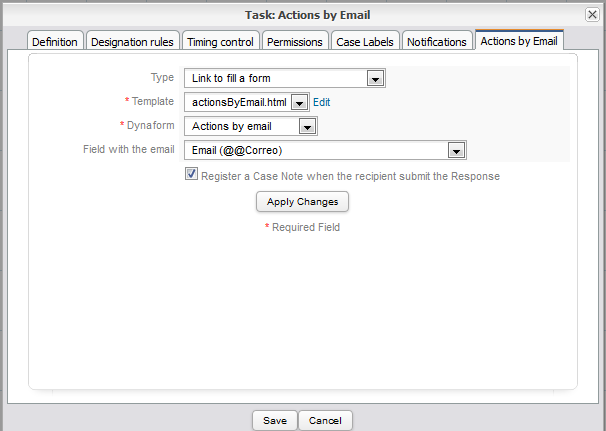 Task: Actions by Email
Definition Designation rules Timing control Permissions Case Labels Notifications Actions by Email
Type Link to fill a form
* Template actionsByEmail.html Edit
* Dynaform Actions by email
Field with the email Email (@@Correo)
Register a Case Note when the recipient submit the Response
Apply Changes
* Required Field
Save Cancel